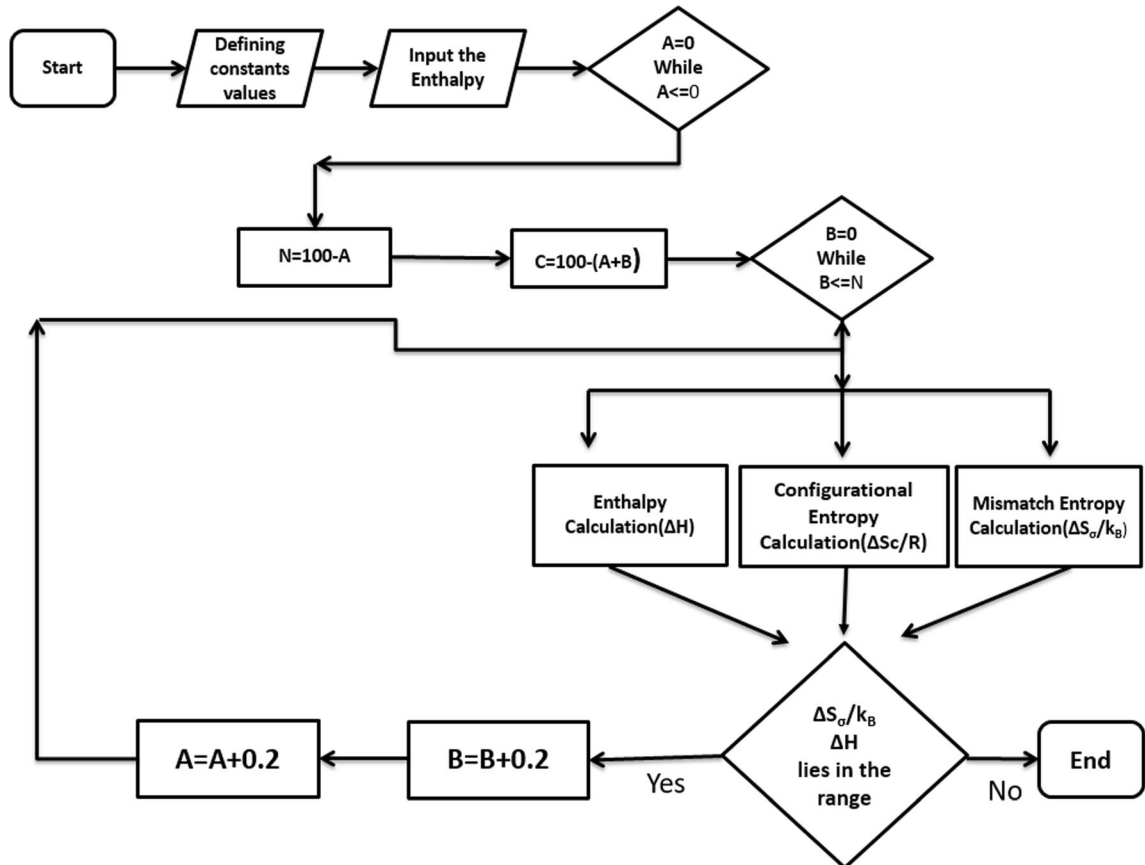 Start
Defining
constants
values
Input the
Enthalpy
A=0
While
A<=0
N=100-A
C=100-(A+B)
B=0
While
B<=N
Enthalpy
Calculation(ΔH)
Configurational
Entropy
Calculation(ΔSc/R)
Mismatch Entropy
Calculation(ΔSσ/kB)
ΔSσ/kB
ΔH
lies in the
range
A=A+0.2
B=B+0.2
Yes
No
End